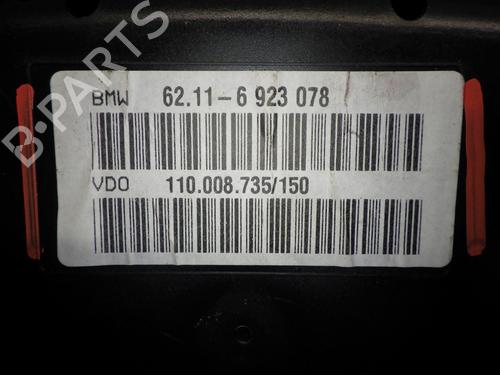 BMW 62.11-6 923 078
VDO 110.008.735/150
B-PARTS